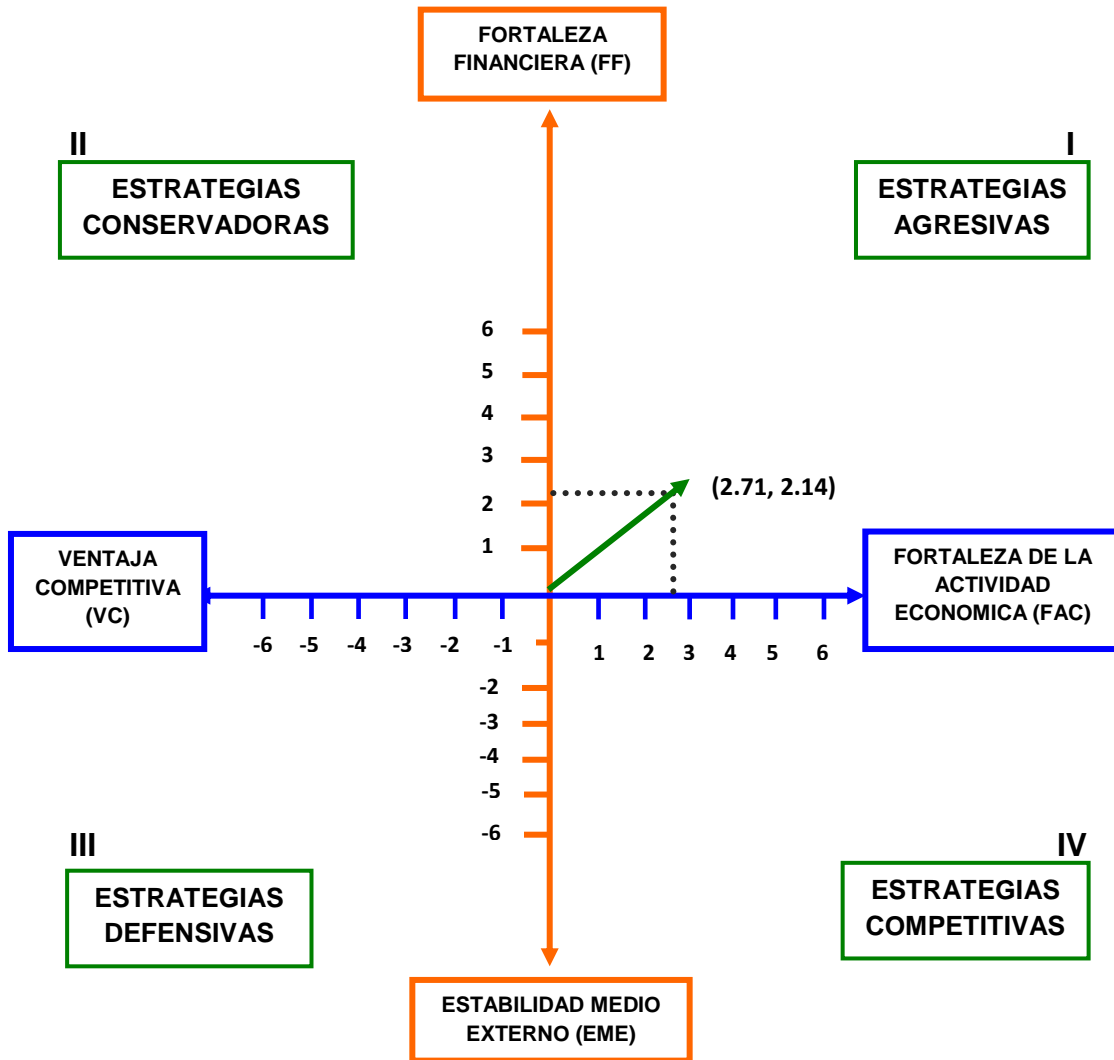 FORTALEZA
FINANCIERA (FF)
II
ESTRATEGIAS
CONSERVADORAS
I
ESTRATEGIAS
AGRESIVAS
6
5
4
3
2
1
(2.71, 2.14)
VENTAJA
COMPETITIVA
(VC)
FORTALEZA DE LA
ACTIVIDAD
ECONOMICA (FAC)
-6 -5 -4 -3 -2 -1 1 2 3 4 5 6
-2
-3
-4
-5
-6
III
ESTRATEGIAS
DEFENSIVAS
IV
ESTRATEGIAS
COMPETITIVAS
ESTABILIDAD MEDIO
EXTERNO (EME)